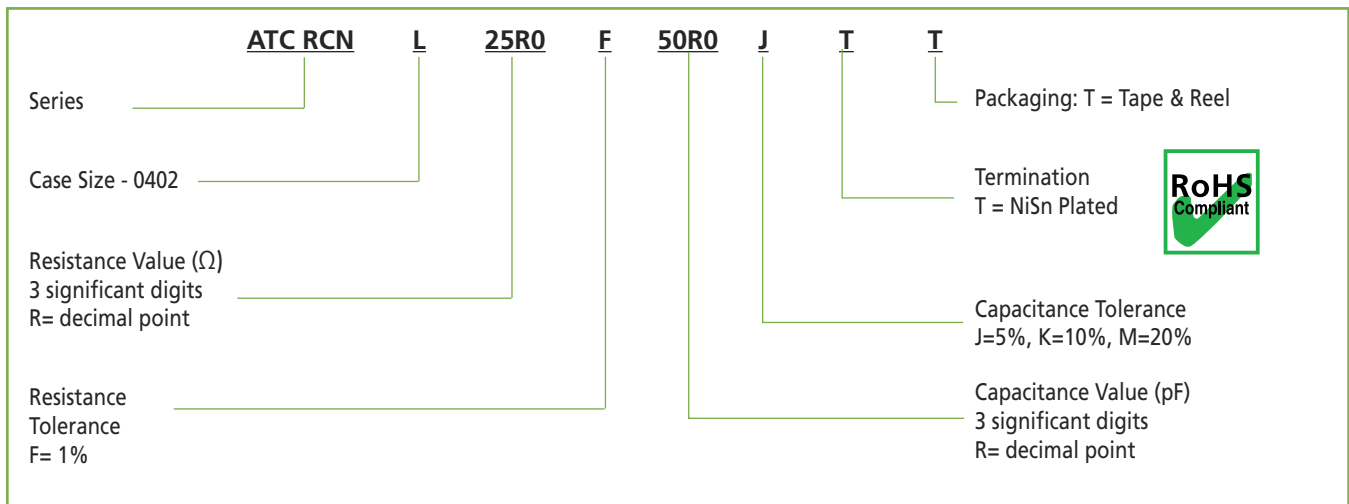 ATC RCN L 25R0 F 50R0 J T T
Series
Case Size - 0402
Resistance Value (Ω)
3 significant digits
R= decimal point
Resistance
Tolerance
F= 1%
Packaging: T = Tape & Reel
Termination
T = NiSn Plated
RoHS
Compliant
Capacitance Tolerance
J=5%, K=10%, M=20%
Capacitance Value (pF)
3 significant digits
R= decimal point